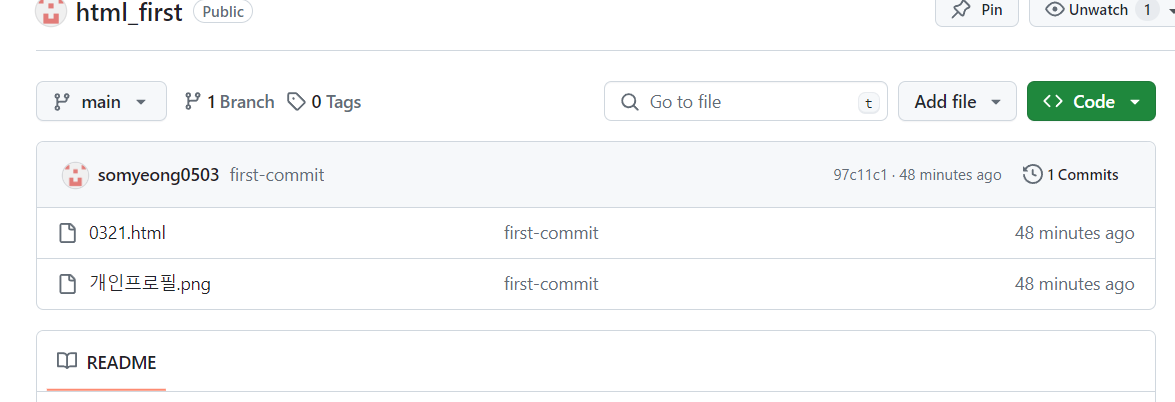 html_first Public Pin Unwatch 1
main 1 Branch 0 Tags Go to file t Add file Code
somyeong0503 first-commit 97c11c1 · 48 minutes ago 1 Commits
0321.html first-commit 48 minutes ago
개인프로필.png first-commit 48 minutes ago
README